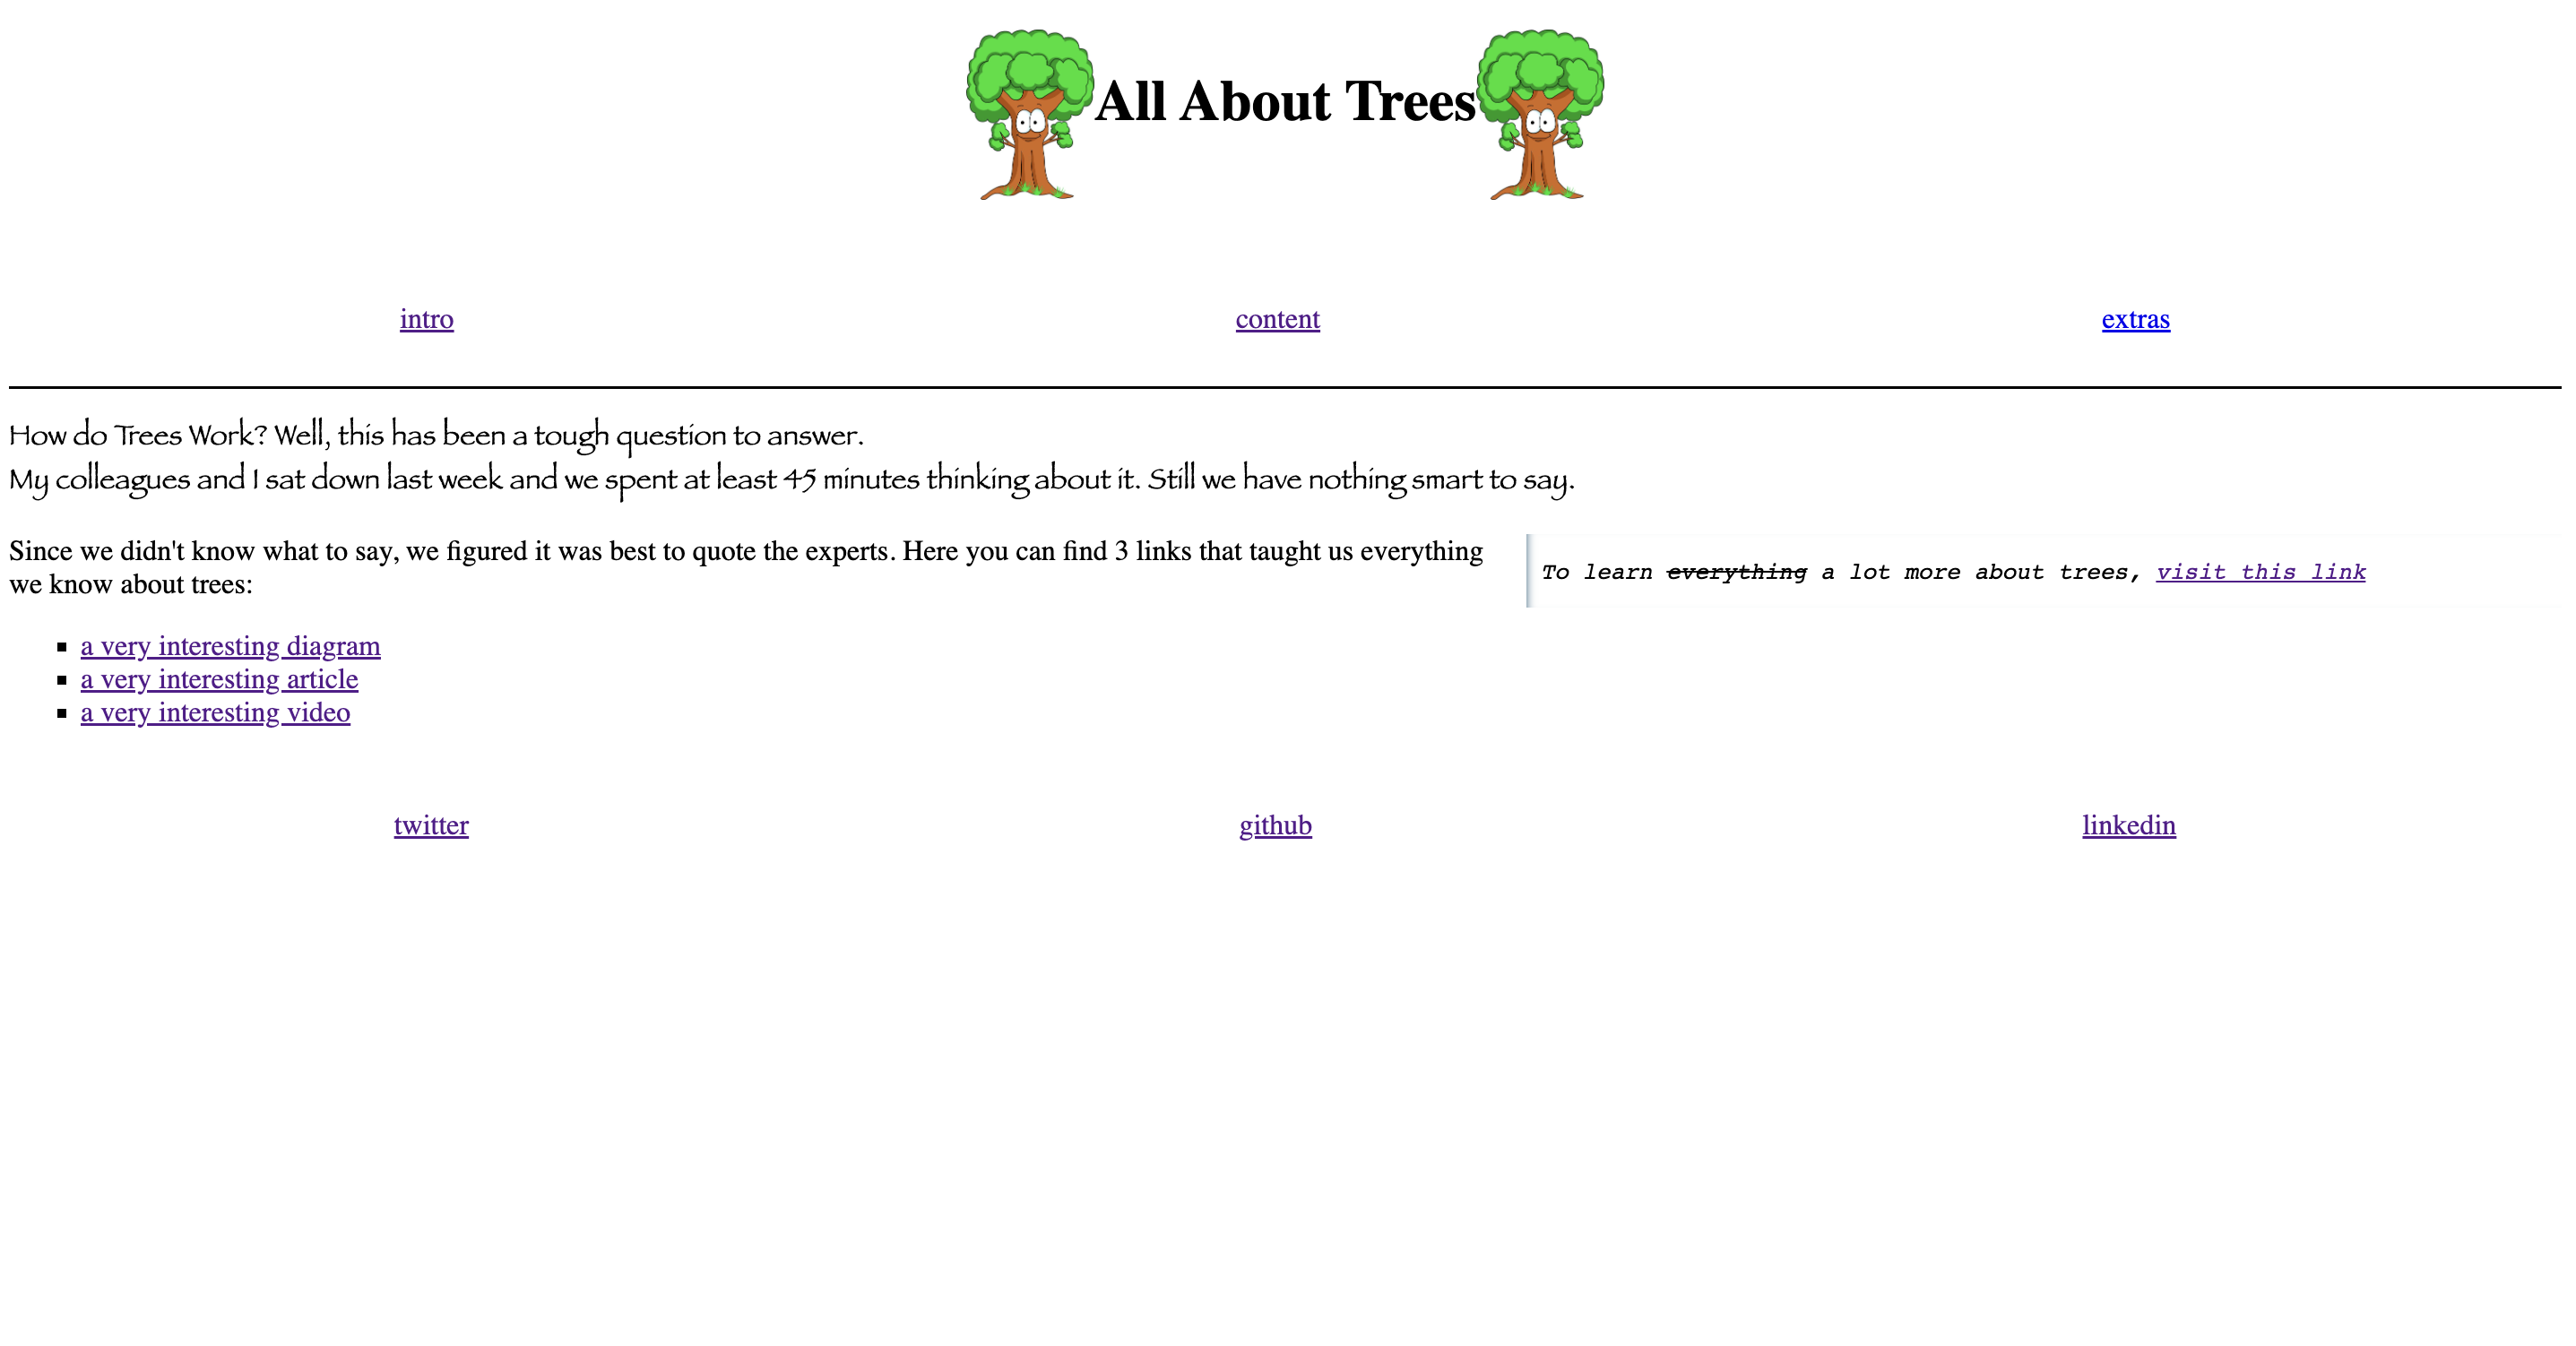 All About Trees
intro content extras
How do Trees Work? Well, this has been a tough question to answer.
My colleagues and I sat down last week and we spent at least 45 minutes thinking about it. Still we have nothing smart to say.
Since we didn't know what to say, we figured it was best to quote the experts. Here you can find 3 links that taught us everything
we know about trees:
To learn everything a lot more about trees, visit this link
a very interesting diagram
a very interesting article
a very interesting video
twitter github linkedin